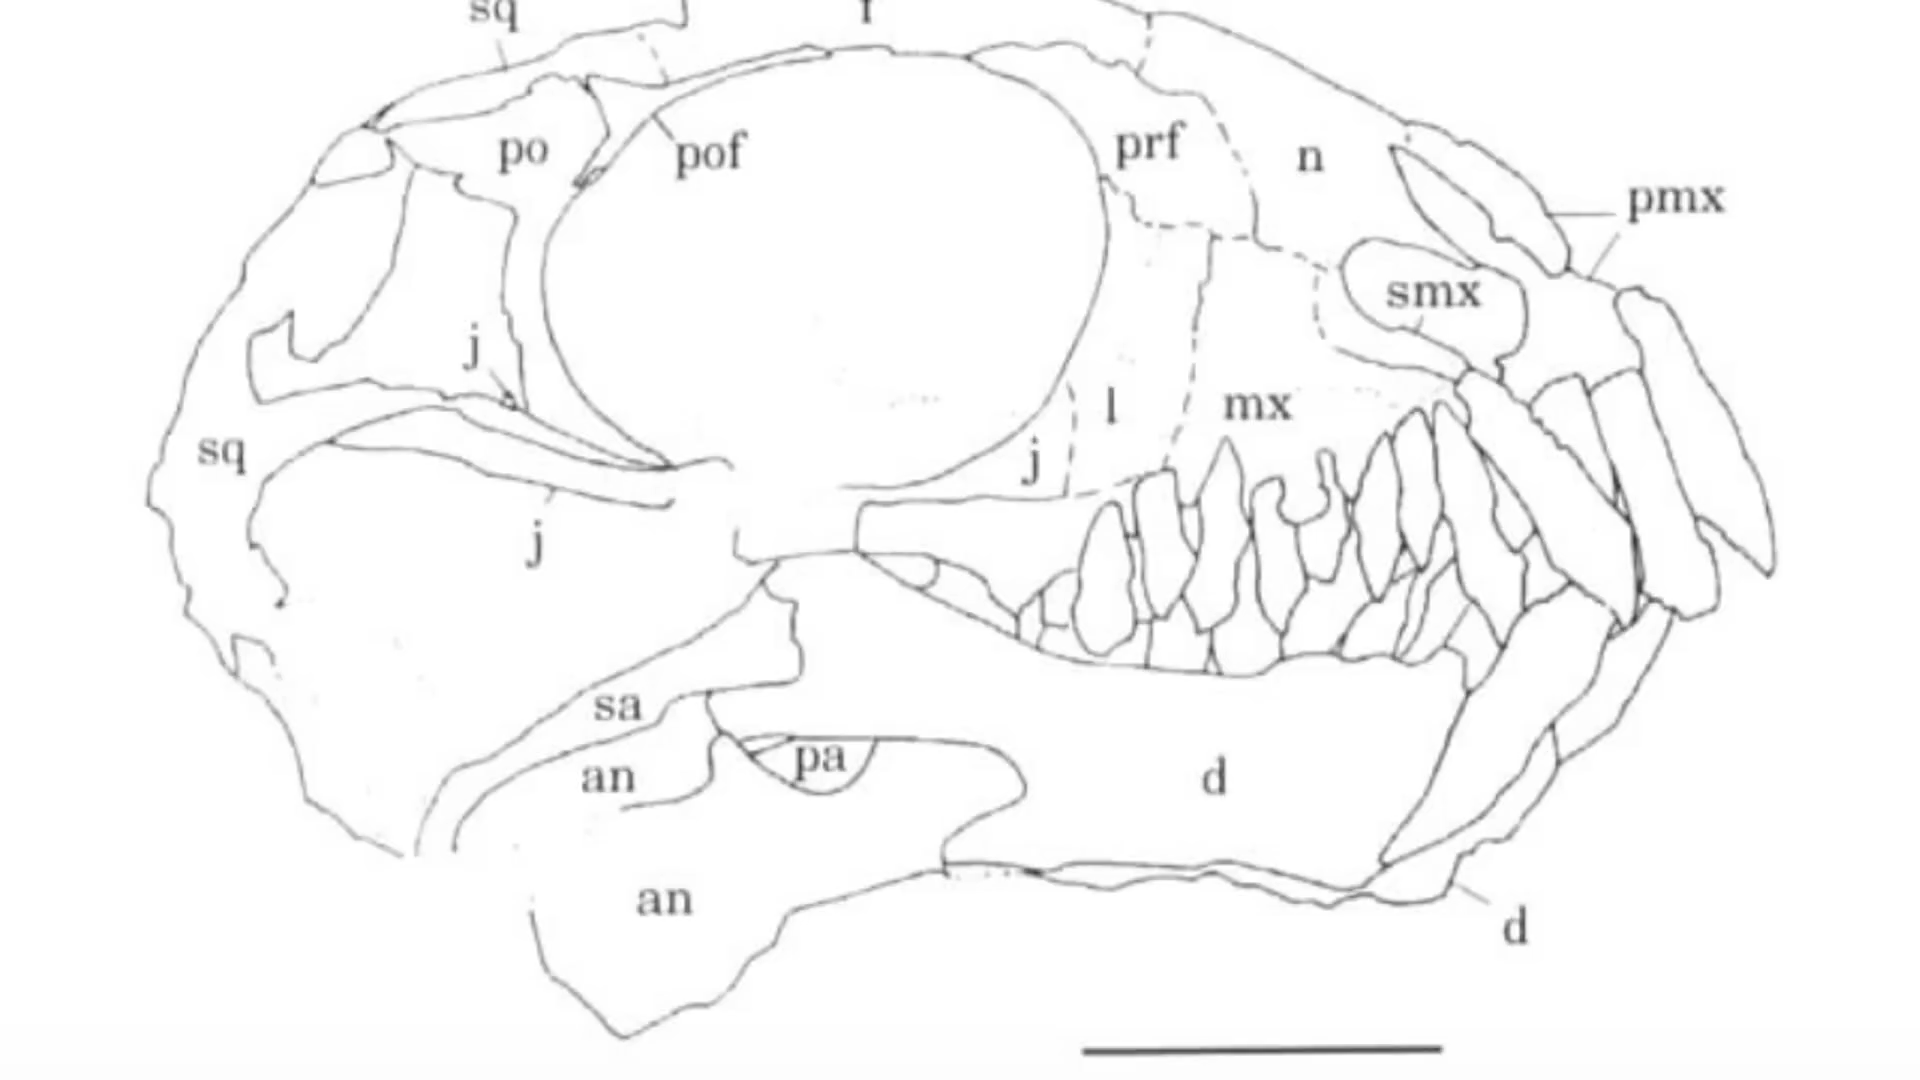 sq
f
po
pof
prf
n
pmx
smx
j
l
mx
sq
j
j
sa
pa
an
d
an
d